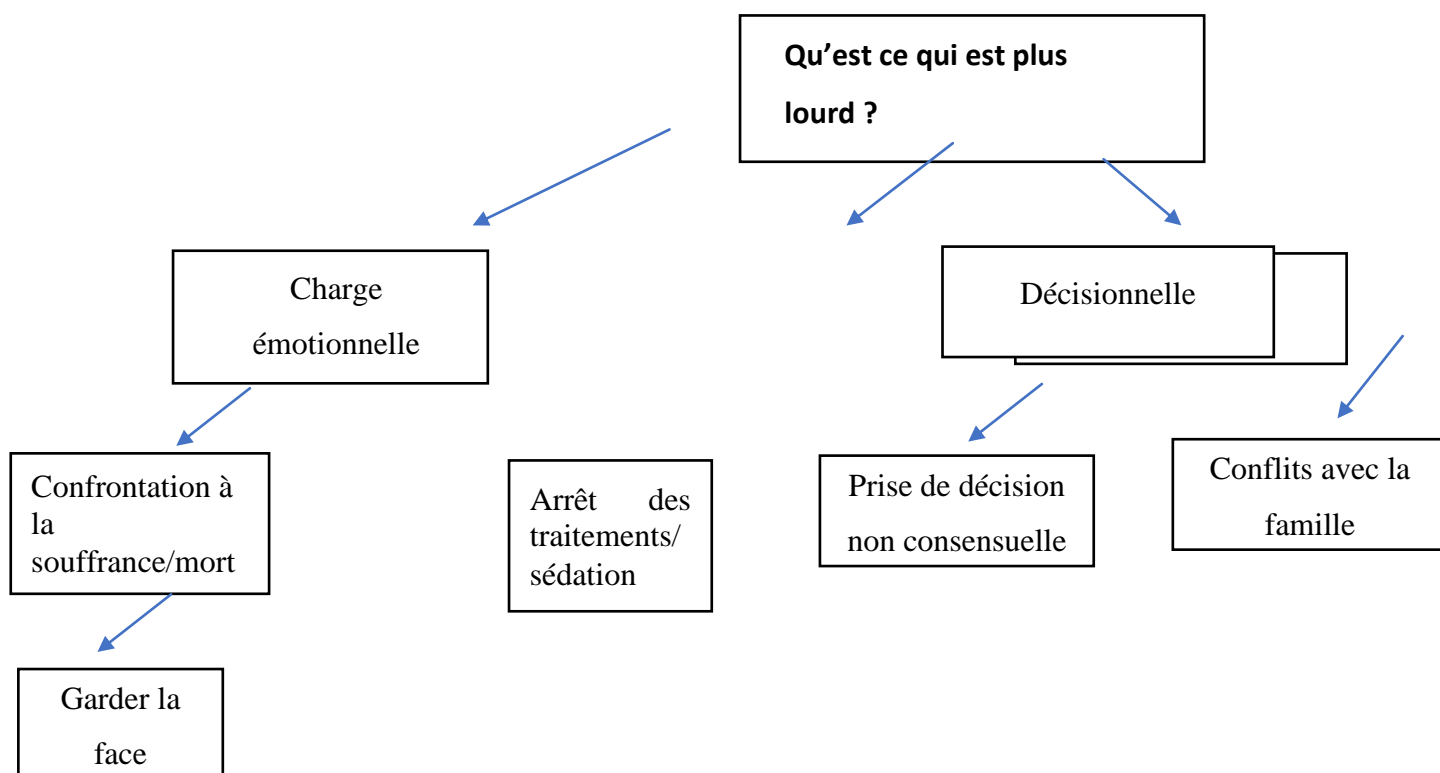 Qu’est ce qui est plus
lourd ?
Charge
émotionnelle
Décisionnelle
Confrontation à
la
souffrance/mort
Arrêt des
traitements/
sédation
Prise de décision
non consensuelle
Conflits avec la
famille
Garder la
face